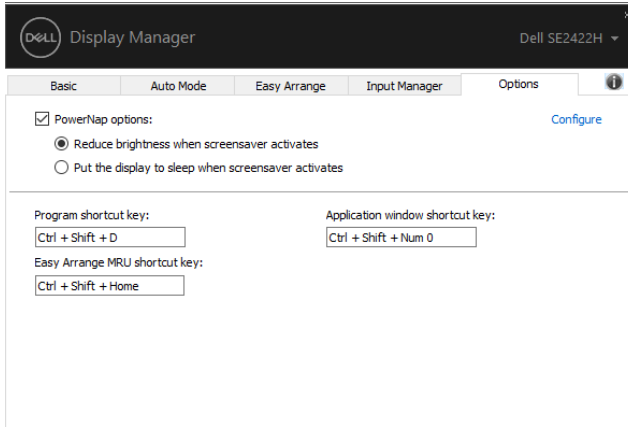 DELL Display Manager Dell SE2422H
Basic Auto Mode Easy Arrange Input Manager Options
PowerNap options: Configure
Reduce brightness when screensaver activates
Put the display to sleep when screensaver activates
Program shortcut key: Application window shortcut key:
Ctrl + Shift + D Ctrl + Shift + Num 0
Easy Arrange MRU shortcut key:
Ctrl + Shift + Home